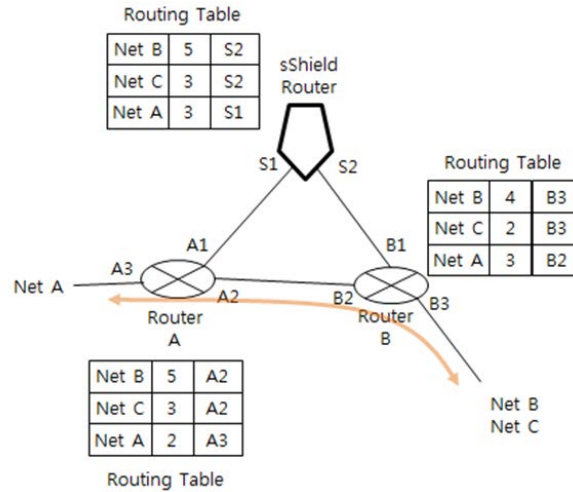 Routing Table
Net B 5 S2
Net C 3 S2
Net A 3 S1
sShield
Router
S1 S2
Routing Table
Net B 4 B3
Net C 2 B3
Net A 3 B2
A1
B1
Net A
A3
A2
B2
B3
Router
A
Router
B
Net B 5 A2
Net C 3 A2
Net A 2 A3
Routing Table
Net B
Net C